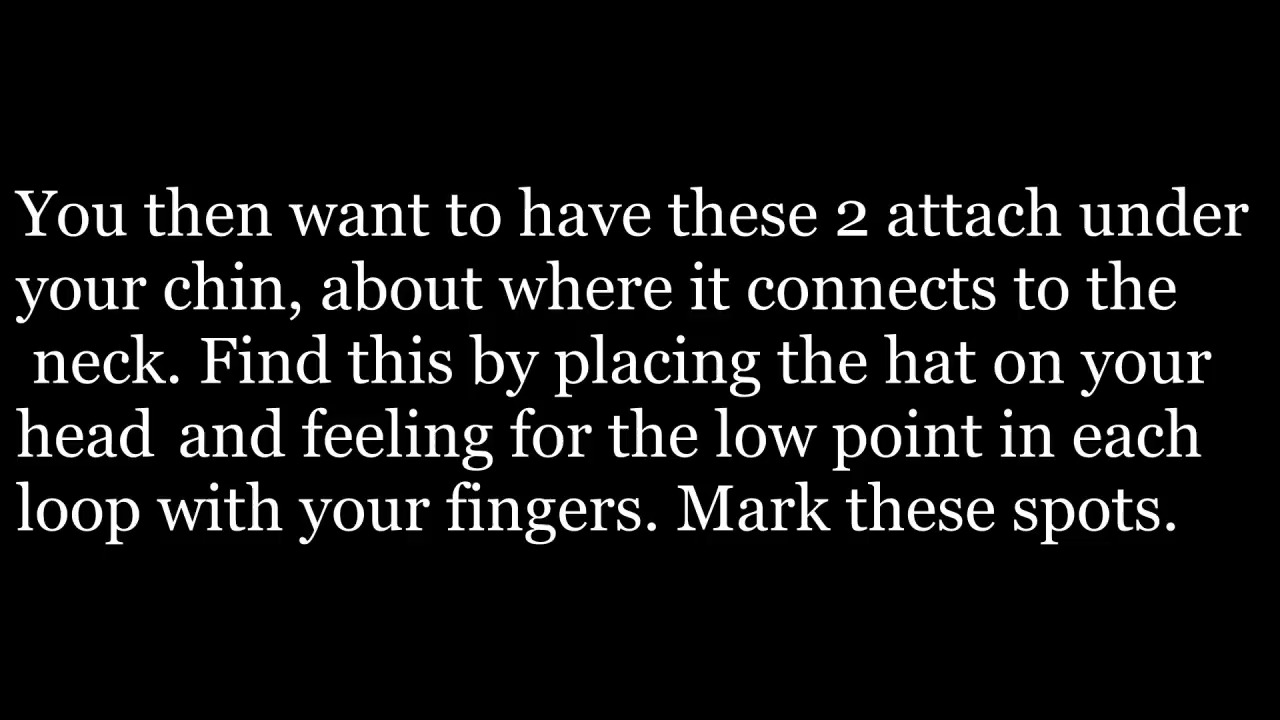 You then want to have these 2 attach under
your chin, about where it connects to the
neck. Find this by placing the hat on your
head and feeling for the low point in each
loop with your fingers. Mark these spots.